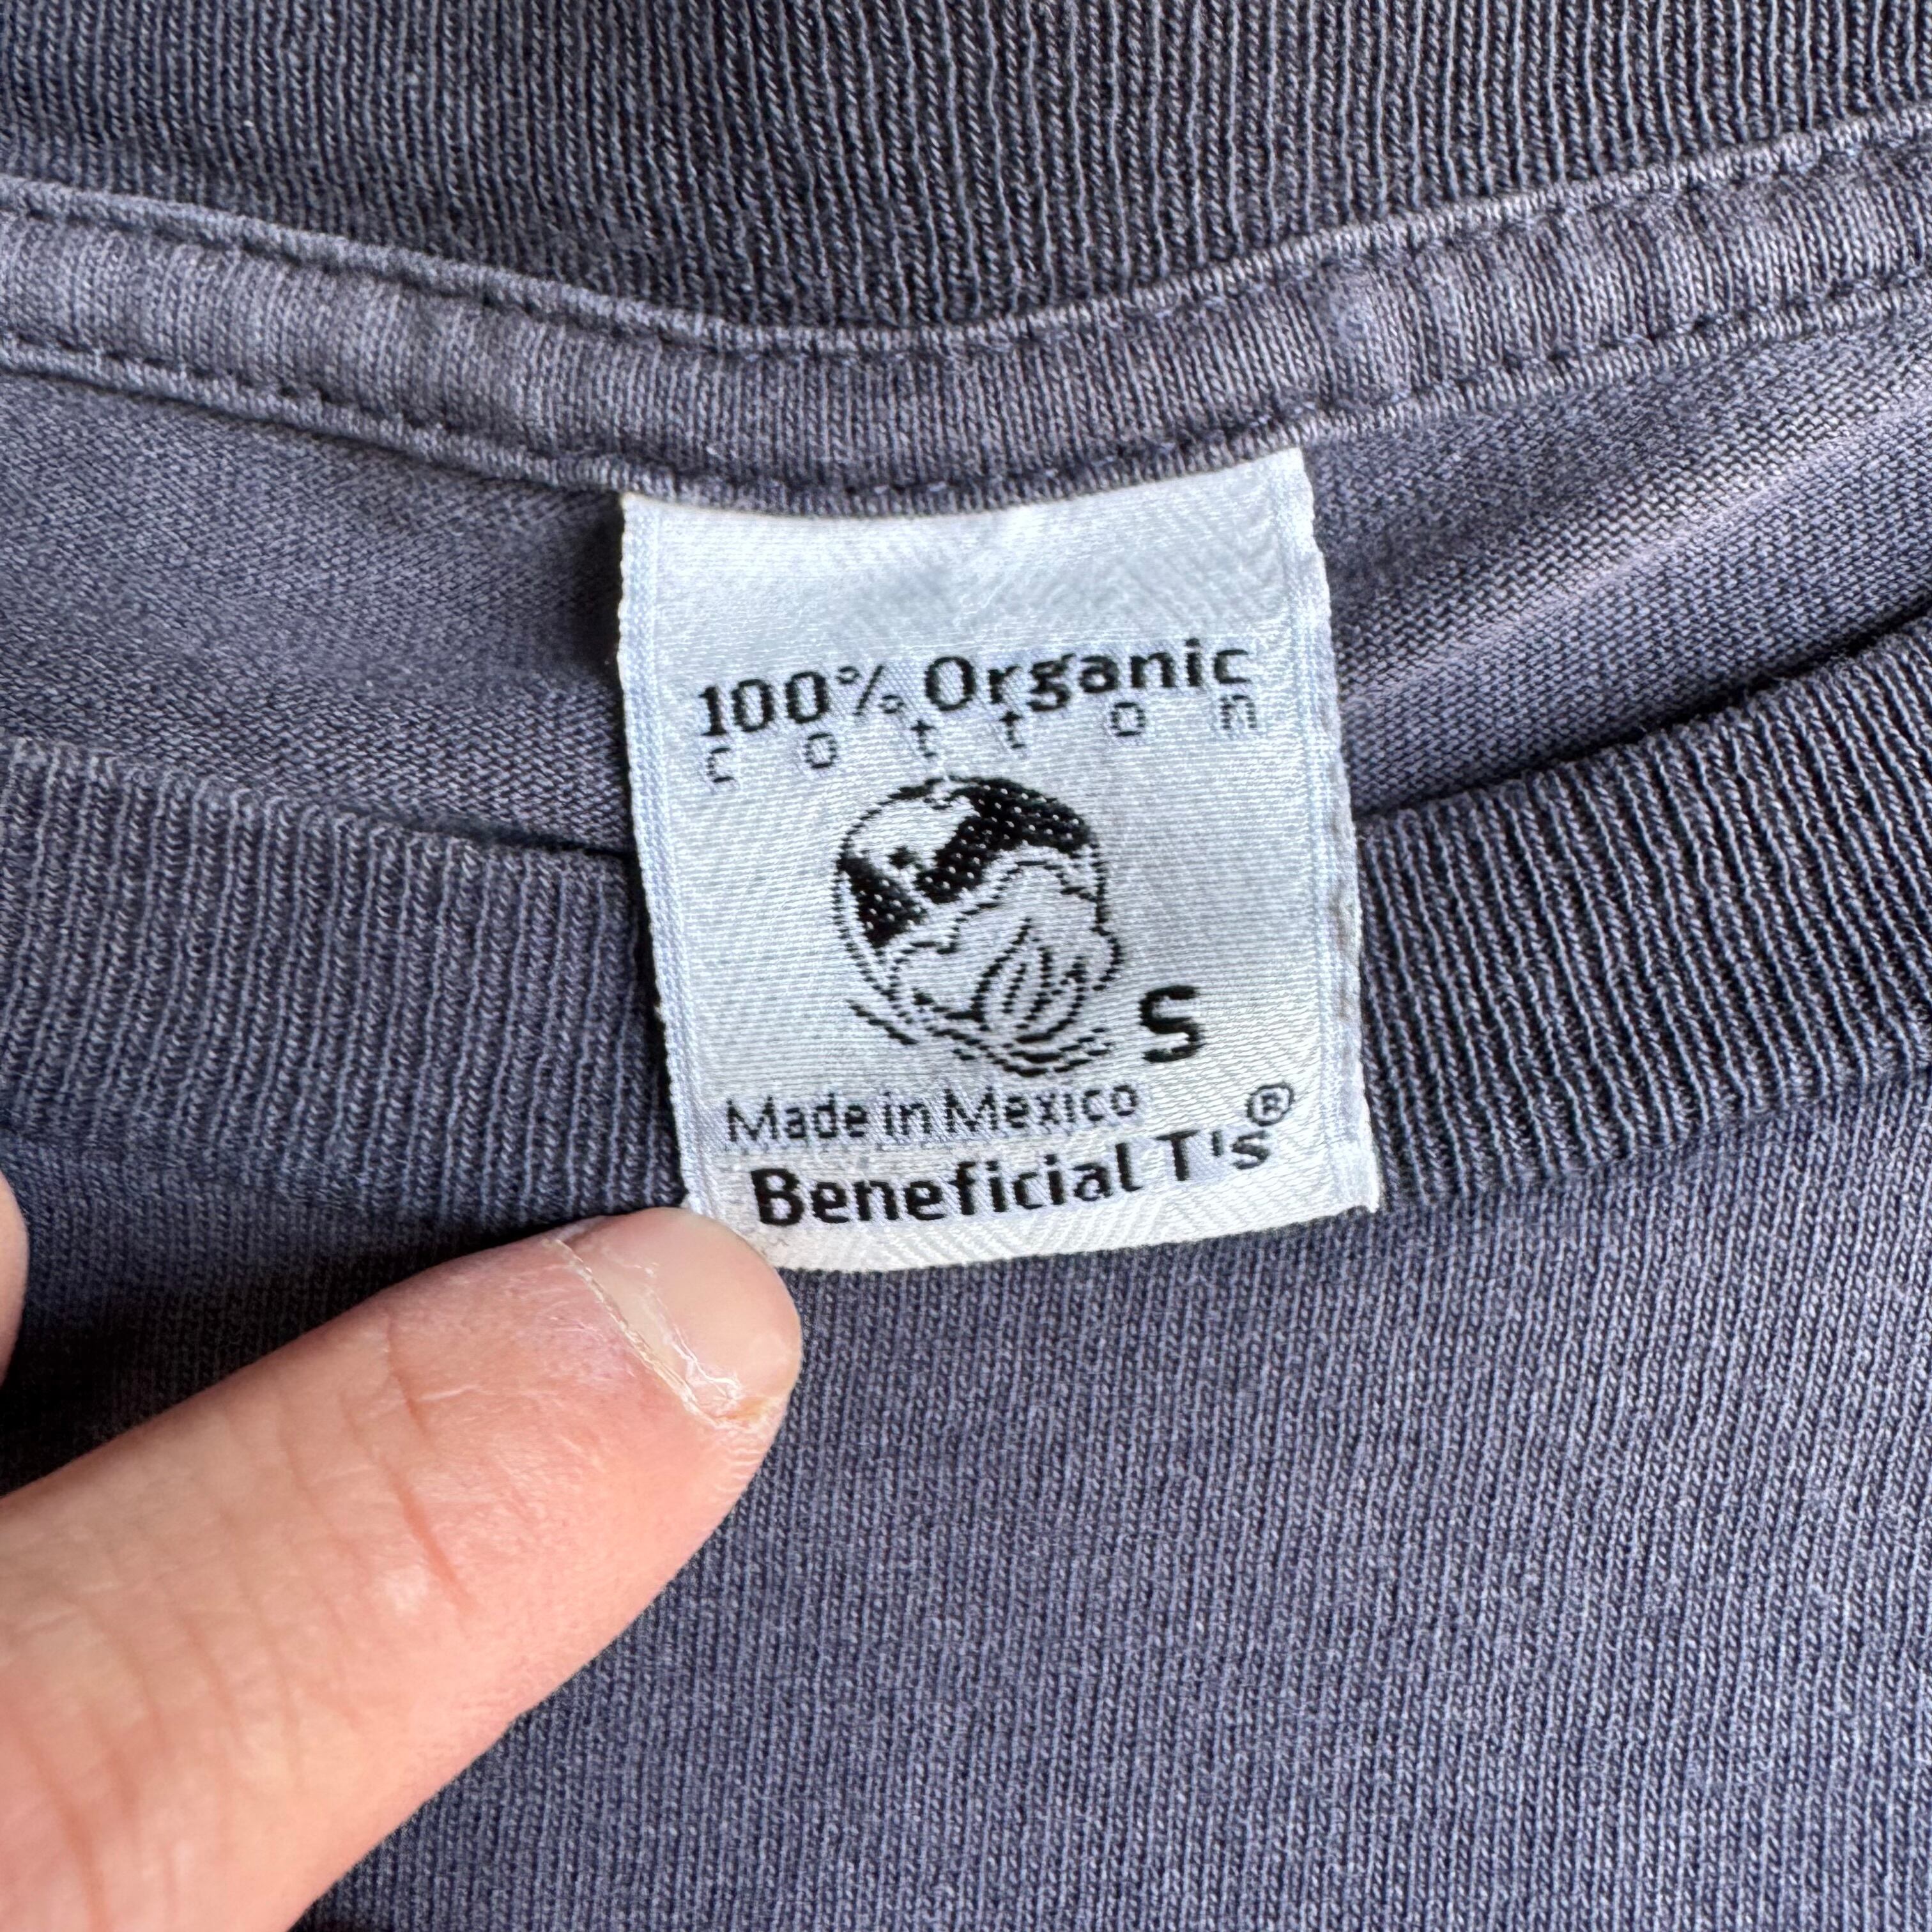 100% Organic
cotton
S
Made in Mexico
Beneficial T's®